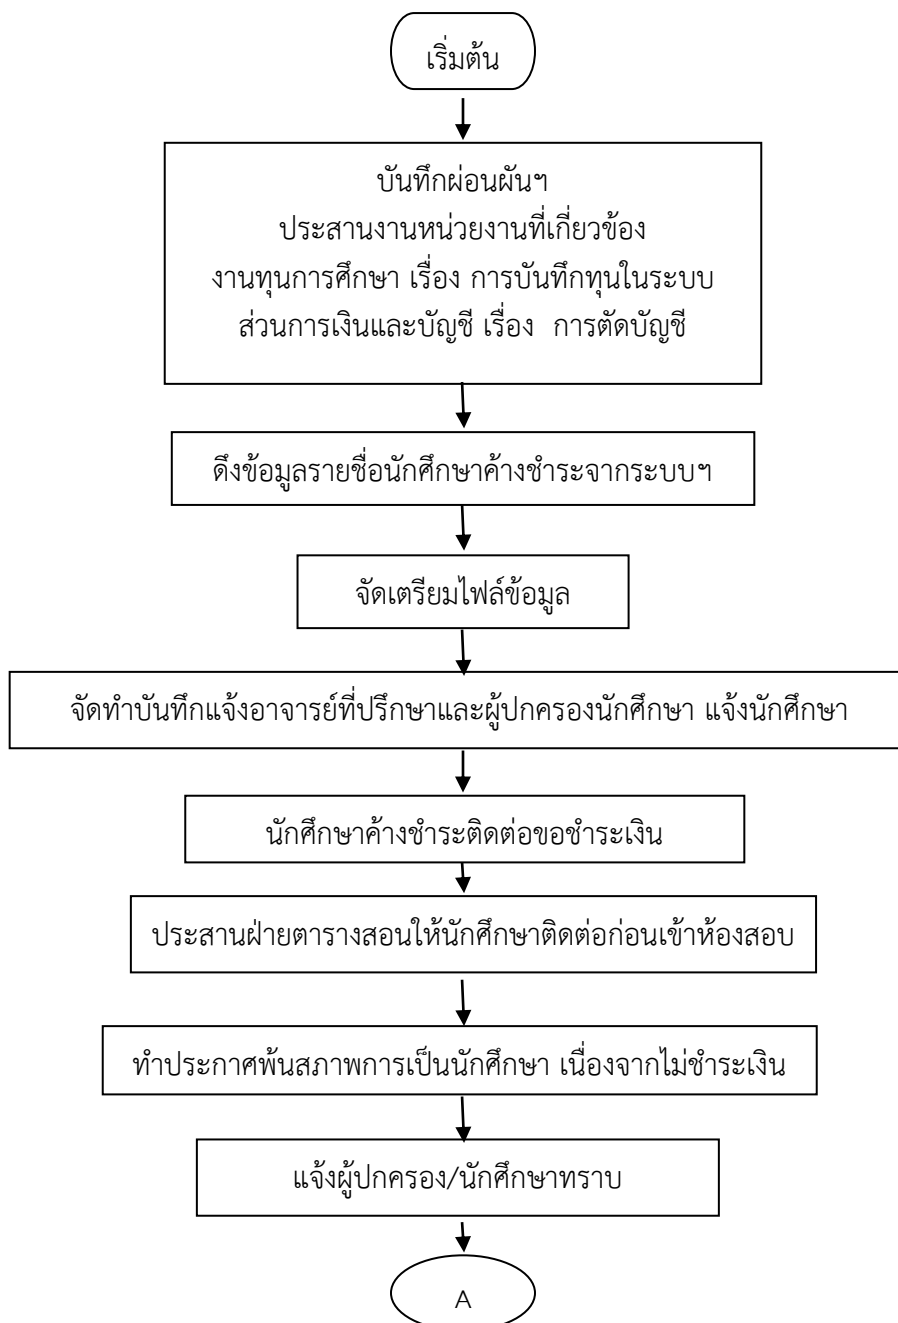 เริ่มต้น
บันทึกผ่อนผันฯ
ประสานงานหน่วยงานที่เกี่ยวข้อง
งานทุนการศึกษา เรื่อง การบันทึกทุนในระบบ
ส่วนการเงินและบัญชี เรื่อง การตัดบัญชี
ดึงข้อมูลรายชื่อนักศึกษาค้างชำระจากระบบฯ
จัดเตรียมไฟล์ข้อมูล
จัดทำบันทึกแจ้งอาจารย์ที่ปรึกษาและผู้ปกครองนักศึกษา แจ้งนักศึกษา
นักศึกษาค้างชำระติดต่อขอชำระเงิน
ประสานฝ่ายตารางสอนให้นักศึกษาติดต่อก่อนเข้าห้องสอบ
ทำประกาศพ้นสภาพการเป็นนักศึกษา เนื่องจากไม่ชำระเงิน
แจ้งผู้ปกครอง/นักศึกษาทราบ
A